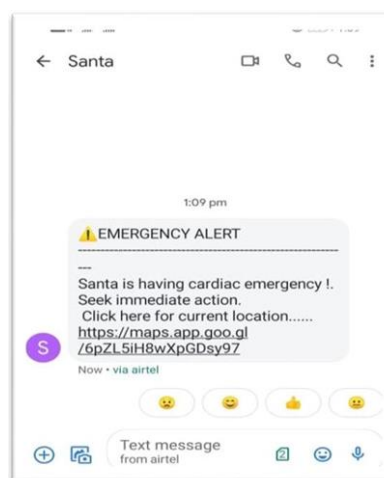 Santa
1:09 pm
⚠️EMERGENCY ALERT
--------------------------------------------------
---
Santa is having cardiac emergency !.
Seek immediate action.
Click here for current location......
https://maps.app.goo.gl
/6pZL5iH8wXpGDsy97
S
Now • via airtel
Text message
from airtel
2